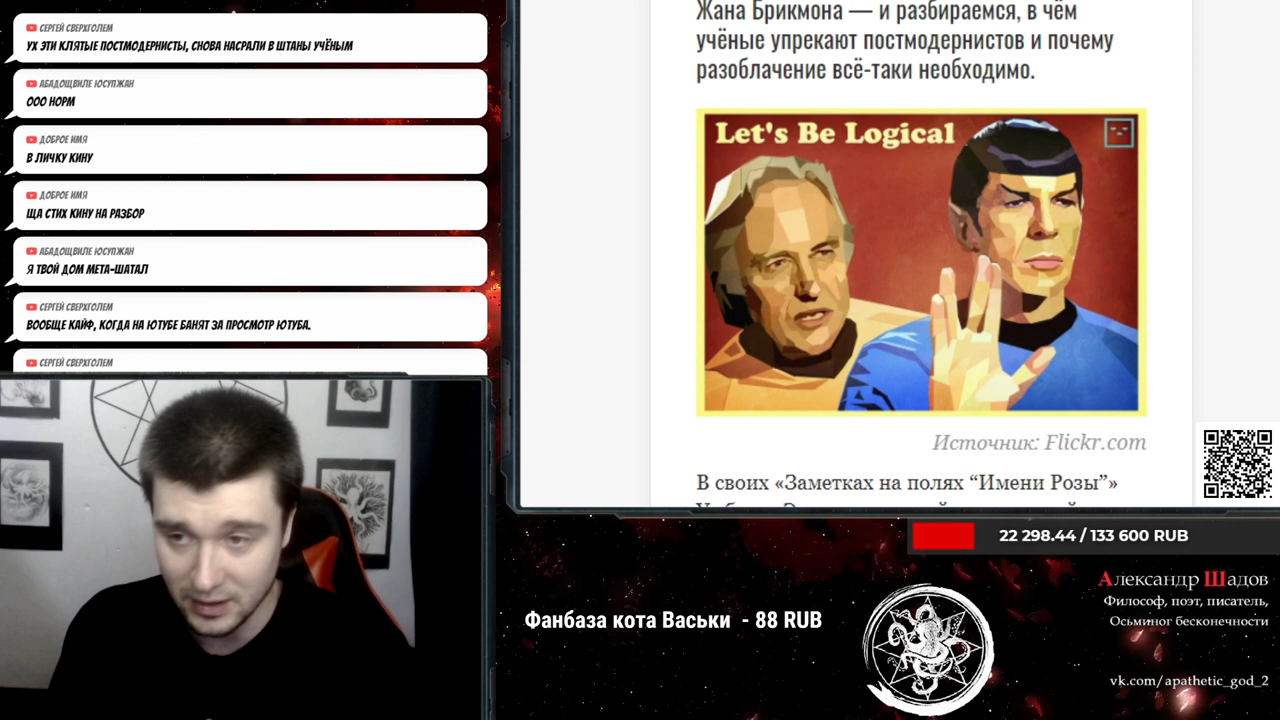 СЕРГЕЙ СВЕРХГОЛЕМ
УХ ЭТИ КЛЯТЫЕ ПОСТМОДЕРНИСТЫ, СНОВА НАСРАЛИ В ШТАНЫ УЧЁНЫМ
АБАДОЩВИЛЕ ЮСУПЖАН
ООО НОРМ
ДОБРОЕ ИМЯ
В ЛИЧКУ КИНУ
ДОБРОЕ ИМЯ
ЩА СТИХ КИНУ НА РАЗБОР
АБАДОЩВИЛЕ ЮСУПЖАН
Я ТВОЙ ДОМ МЕТА-ШАТАЛ
СЕРГЕЙ СВЕРХГОЛЕМ
ВООБЩЕ КАЙФ, КОГДА НА ЮТУБЕ БАНЯТ ЗА ПРОСМОТР ЮТУБА.
СЕРГЕЙ СВЕРХГОЛЕМ
Жана Брикмона — и разбираемся, в чём
учёные упрекают постмодернистов и почему
разоблачение всё-таки необходимо.
Let's Be Logical
Источник: Flickr.com
В своих «Заметках на полях “Имени Розы”»
22 298.44 / 133 600 RUB
Фанбаза кота Васьки - 88 RUB
Александр Шадов
Философ, поэт, писатель,
Осьминог бесконечности
vk.com/apathetic_god_2